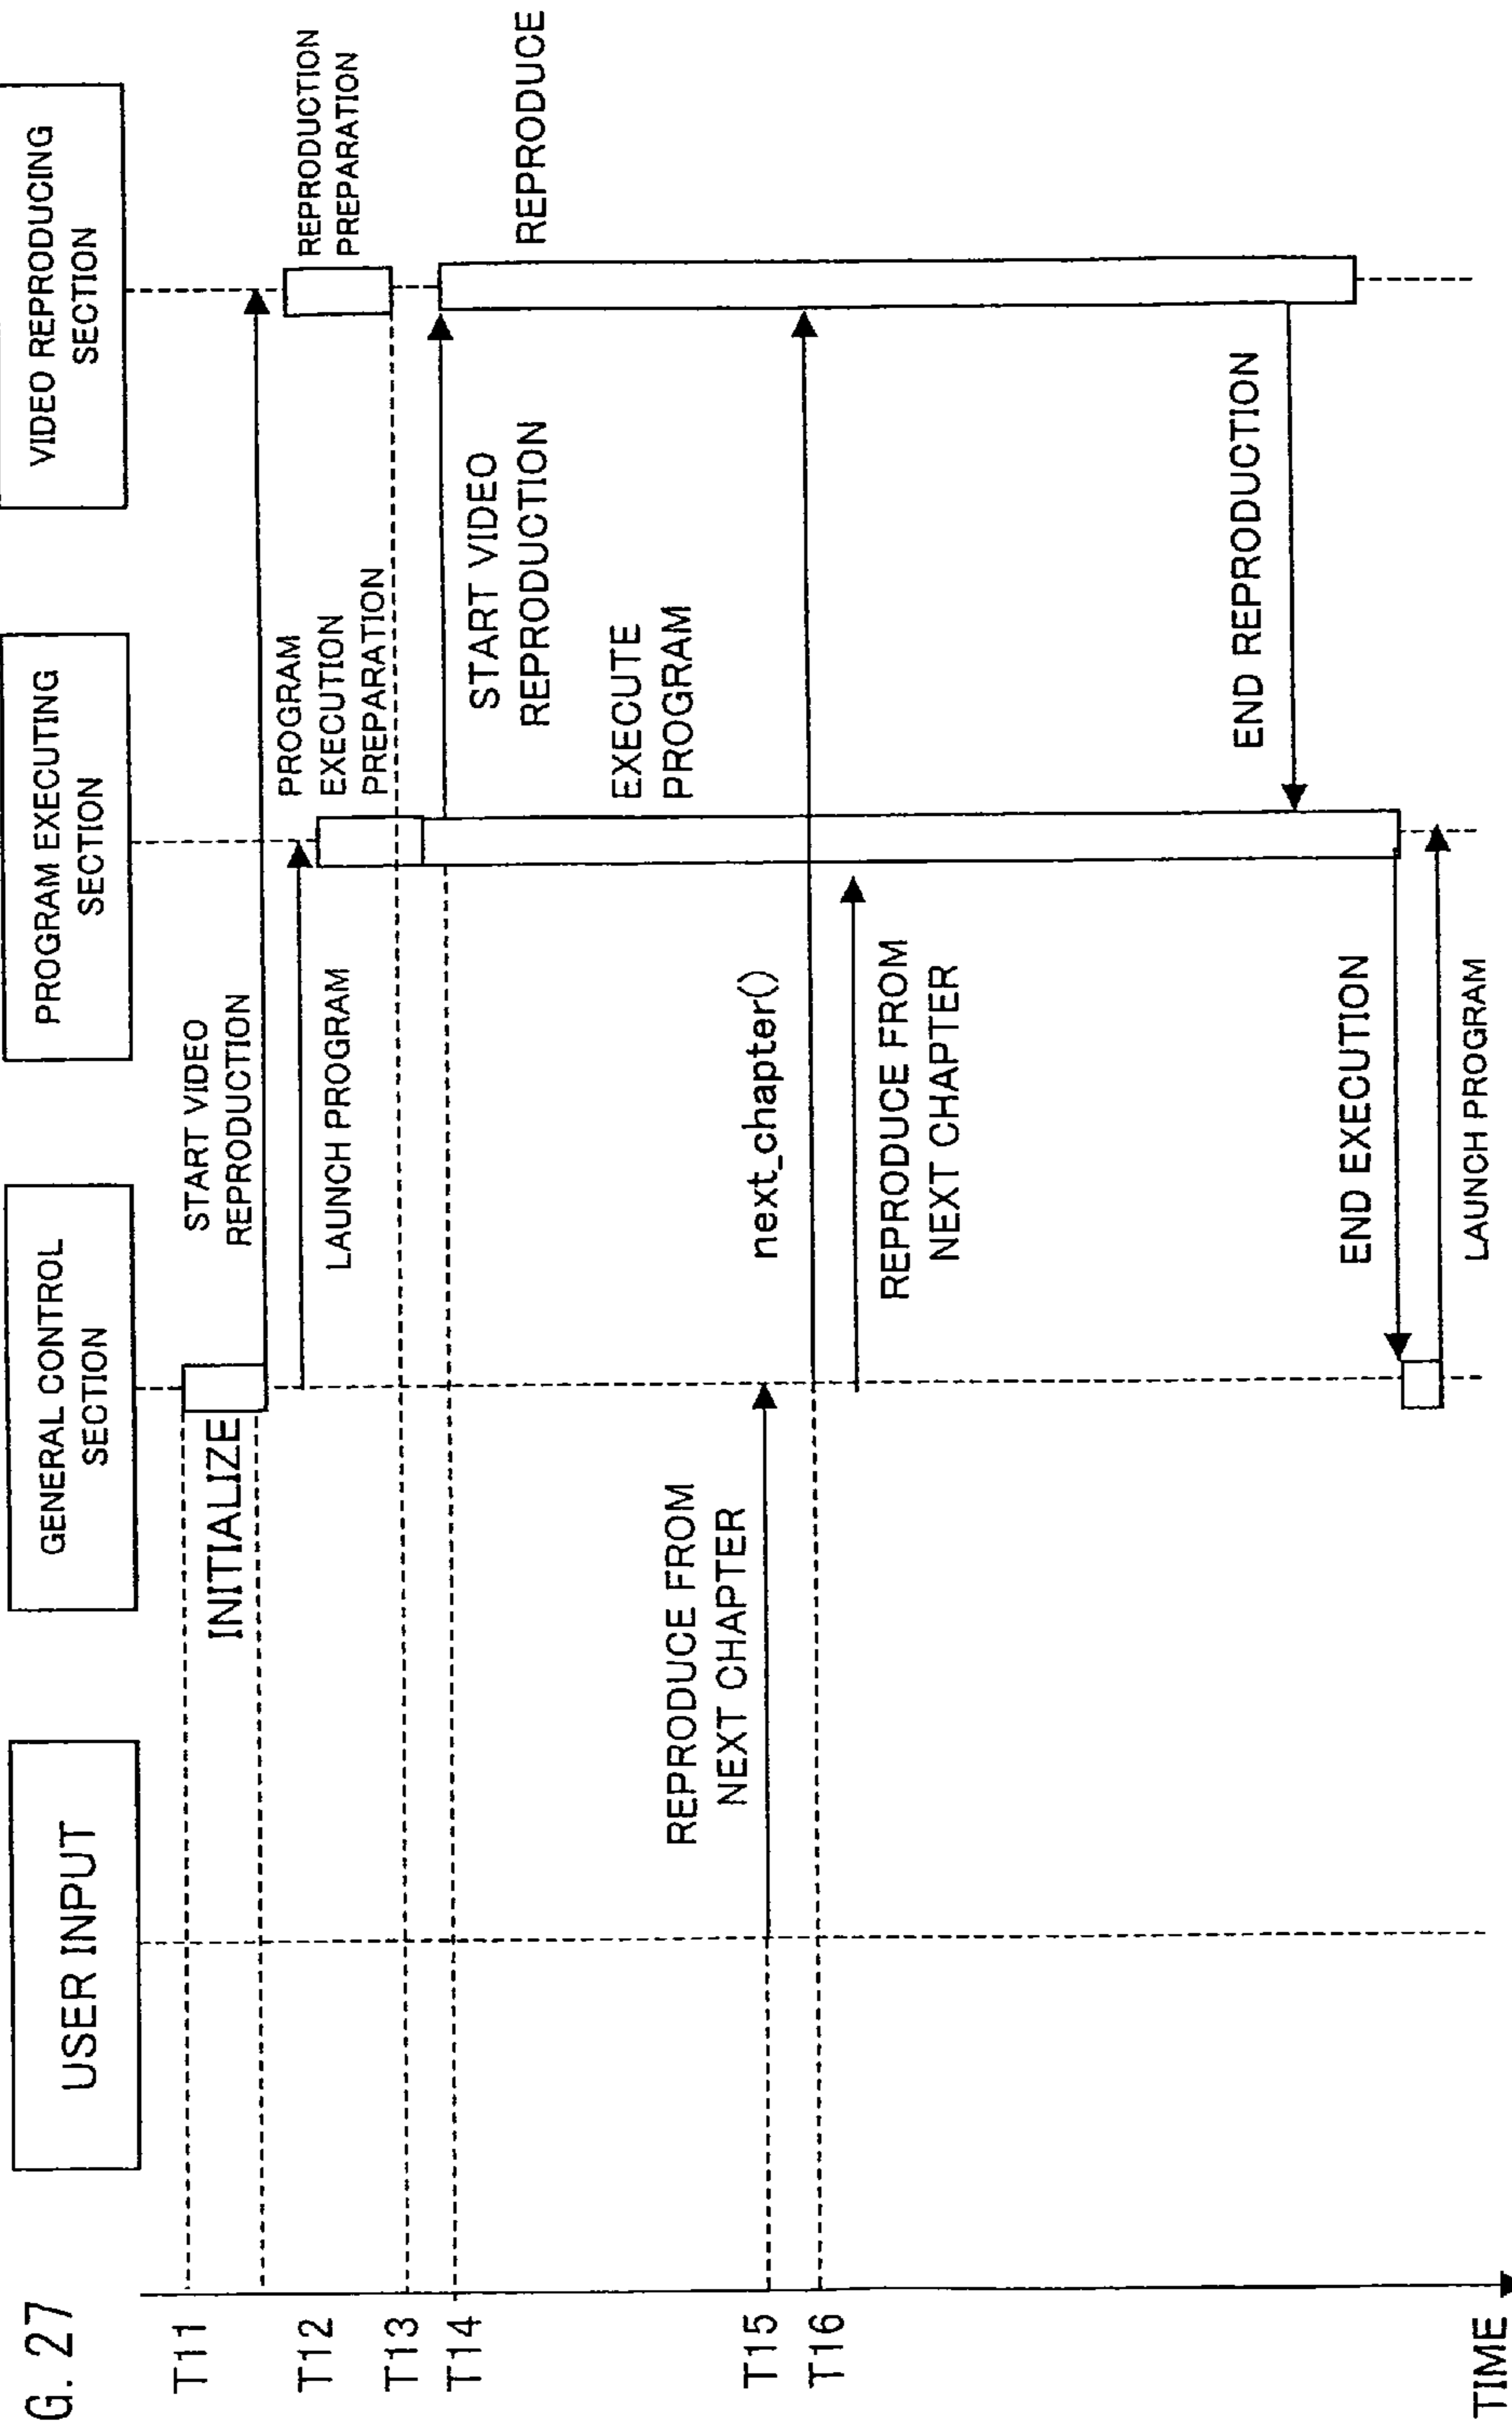 G. 27
USER INPUT
GENERAL CONTROL
SECTION
PROGRAM EXECUTING
SECTION
VIDEO REPRODUCING
SECTION
T11
INITIALIZE
START VIDEO
REPRODUCTION
T12
LAUNCH PROGRAM
PROGRAM
EXECUTION
PREPARATION
REPRODUCTION
PREPARATION
T13
T14
START VIDEO
REPRODUCTION
REPRODUCE
EXECUTE
PROGRAM
REPRODUCE FROM
NEXT CHAPTER
T15
next_chapter()
T16
REPRODUCE FROM
NEXT CHAPTER
END REPRODUCTION
END EXECUTION
LAUNCH PROGRAM
TIME